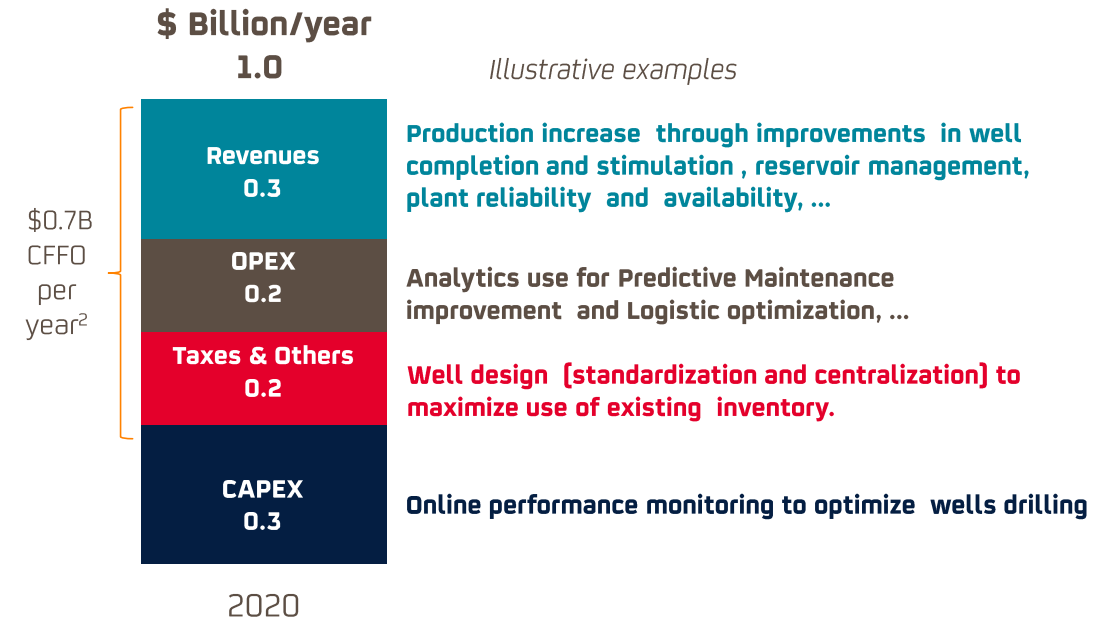 $ Billion/year
1.0
Illustrative examples
Revenues
0.3
Production increase through improvements in well
completion and stimulation , reservoir management,
plant reliability and availability, ...
$0.7B
CFFO
per
year²
OPEX
0.2
Analytics use for Predictive Maintenance
improvement and Logistic optimization, ...
Taxes & Others
0.2
Well design (standardization and centralization) to
maximize use of existing inventory.
CAPEX
0.3
Online performance monitoring to optimize wells drilling
2020